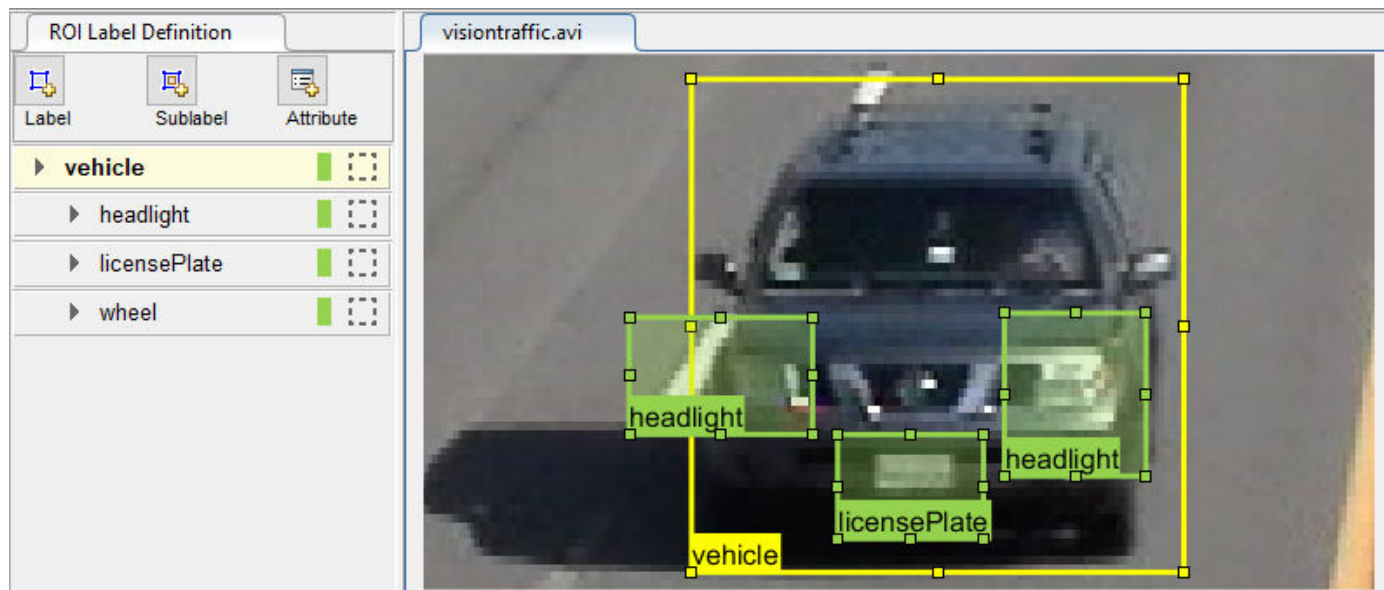 ROI Label Definition
visiontraffic.avi
Label
Sublabel
Attribute
vehicle
headlight
licensePlate
wheel
headlight
headlight
licensePlate
vehicle